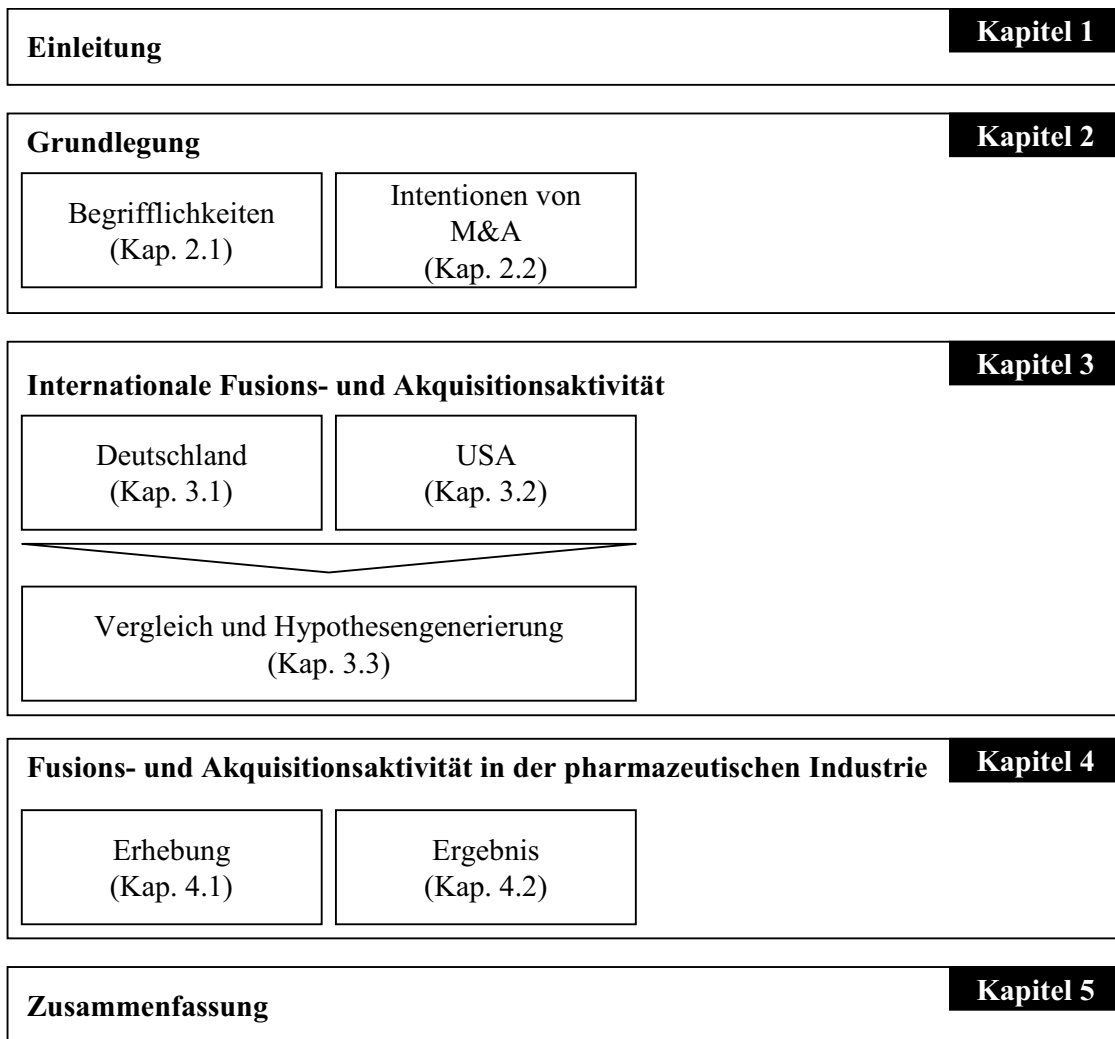 Kapitel 1
Einleitung
Kapitel 2
Grundlegung
Begrifflichkeiten
(Kap. 2.1)
Intentionen von
M&A
(Kap. 2.2)
Kapitel 3
Internationale Fusions- und Akquisitionsaktivität
Deutschland
(Kap. 3.1)
USA
(Kap. 3.2)
Vergleich und Hypothesengenerierung
(Kap. 3.3)
Kapitel 4
Fusions- und Akquisitionsaktivität in der pharmazeutischen Industrie
Erhebung
(Kap. 4.1)
Ergebnis
(Kap. 4.2)
Kapitel 5
Zusammenfassung